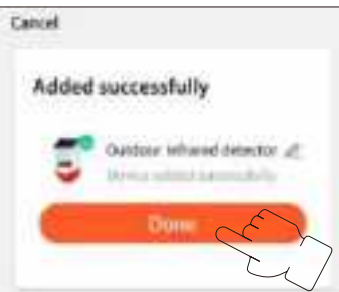 Cancel
Added successfully
Outdoor infrared detector
Device added successfully
Done